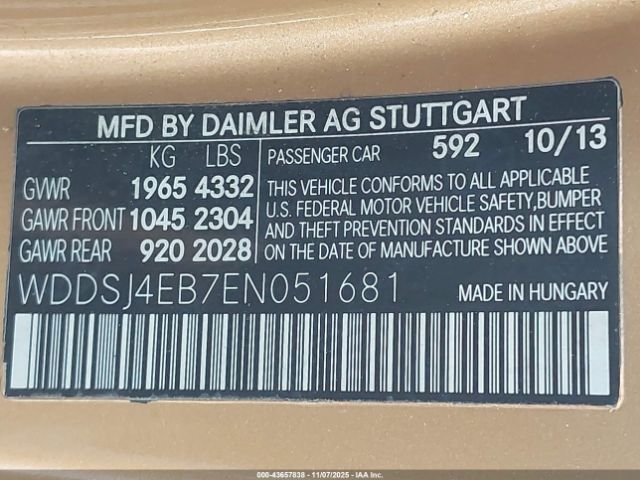 MFD BY DAIMLER AG STUTTGART
KG LBS
GVWR 1965 4332
GAWR FRONT 1045 2304
GAWR REAR 920 2028
PASSENGER CAR 592 10/13
THIS VEHICLE CONFORMS TO ALL APPLICABLE
U.S. FEDERAL MOTOR VEHICLE SAFETY,BUMPER
AND THEFT PREVENTION STANDARDS IN EFFECT
ON THE DATE OF MANUFACTURE SHOWN ABOVE
WDDSJ4EB7EN051681 MADE IN HUNGARY
000-43657838 - 11/07/2025 - IAA Inc.